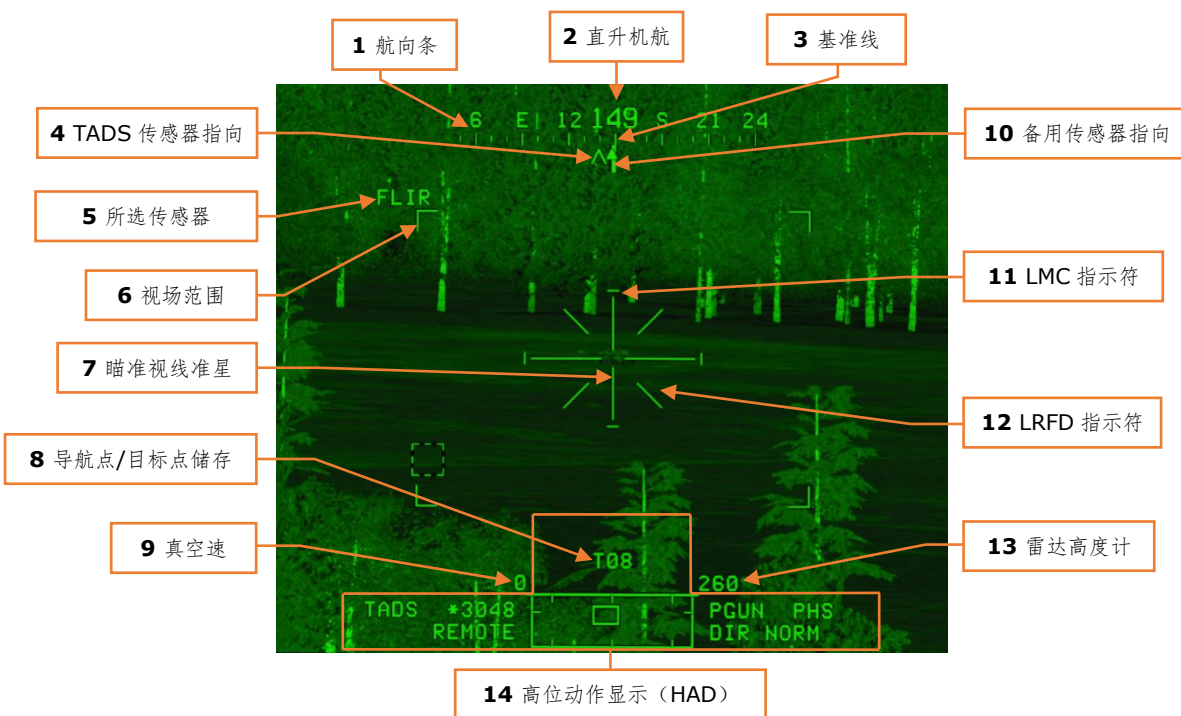 1 航向条
2 直升机航
3 基准线
4 TADS 传感器指向
10 备用传感器指向
6 E 12 149 S 21 24
5 所选传感器
FLIR
6 视场范围
11 LMC 指示符
7 瞄准视线准星
12 LRFD 指示符
8 导航点/目标点储存
T08
9 真空速
13 雷达高度计
0 260
TADS *3048 PGUN PHS
REMOTE DIR NORM
14 高位动作显示（HAD）